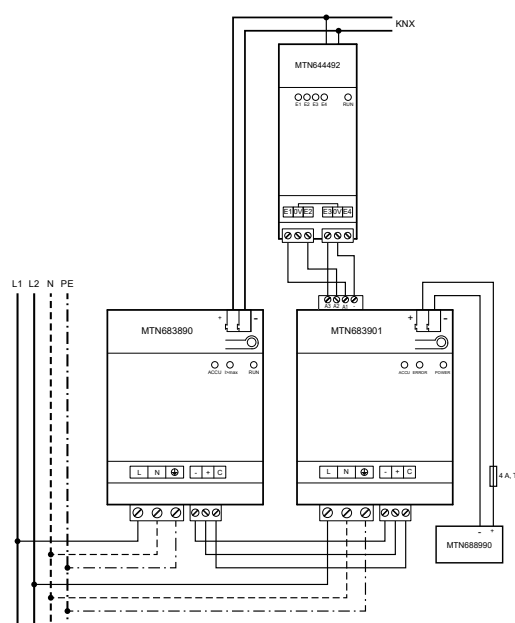 KNX
MTN644492
E1 E2 E3 E4 RUN
E1 0V E2 E3 0V E4
L1 L2 N PE
A3 A2 A1 -
+ -
MTN683890
+ -
MTN683901
ACCU I>max RUN
ACCU ERROR POWER
L N - + C
L N - + C
4 A, T
- +
MTN688990